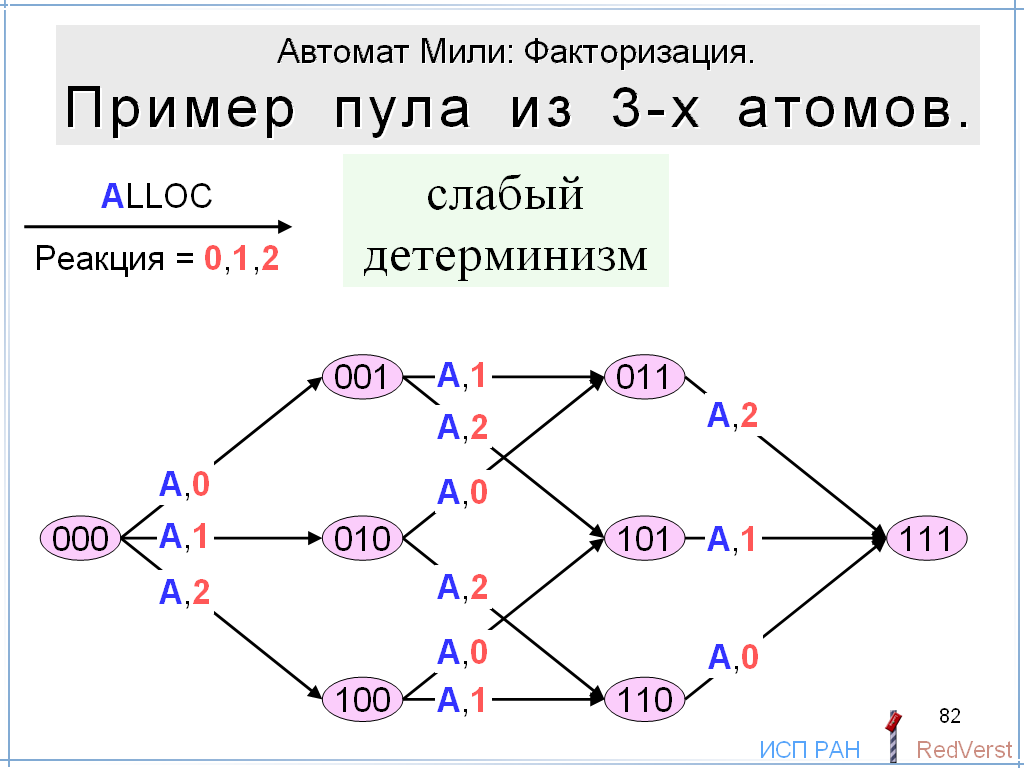 Автомат Мили: Факторизация.
Пример пула из 3-х атомов.
ALLOC
Реакция = 0,1,2
слабый
детерминизм
001
A,1
011
A,2
A,2
A,0
A,0
000
A,1
010
101
A,1
111
A,2
A,2
A,0
A,0
100
A,1
110
82
ИСП РАН
RedVerst